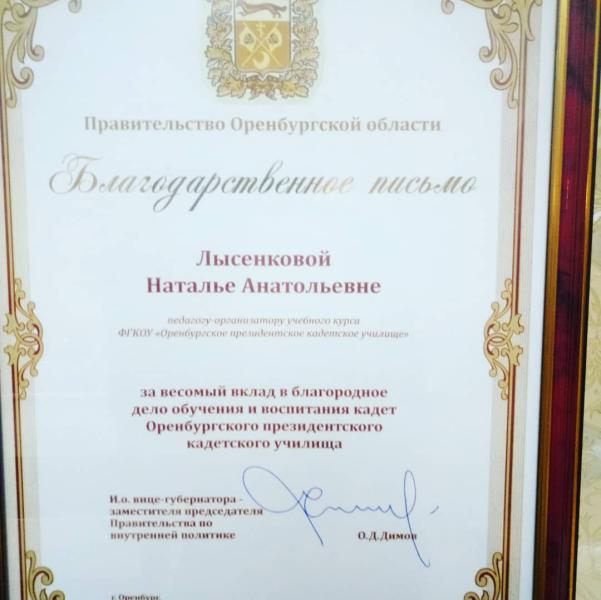 Правительство Оренбургской области
Благодарственное письмо
Лысенковой
Наталье Анатольевне
педагогу-организатору учебного курса
ФГКОУ «Оренбургское президентское кадетское училище»
за весомый вклад в благородное
дело обучения и воспитания кадет
Оренбургского президентского
кадетского училища
И.о. вице-губернатора -
заместителя председателя
Правительства по
внутренней политике
О.Д.Димов
г. Оренбург